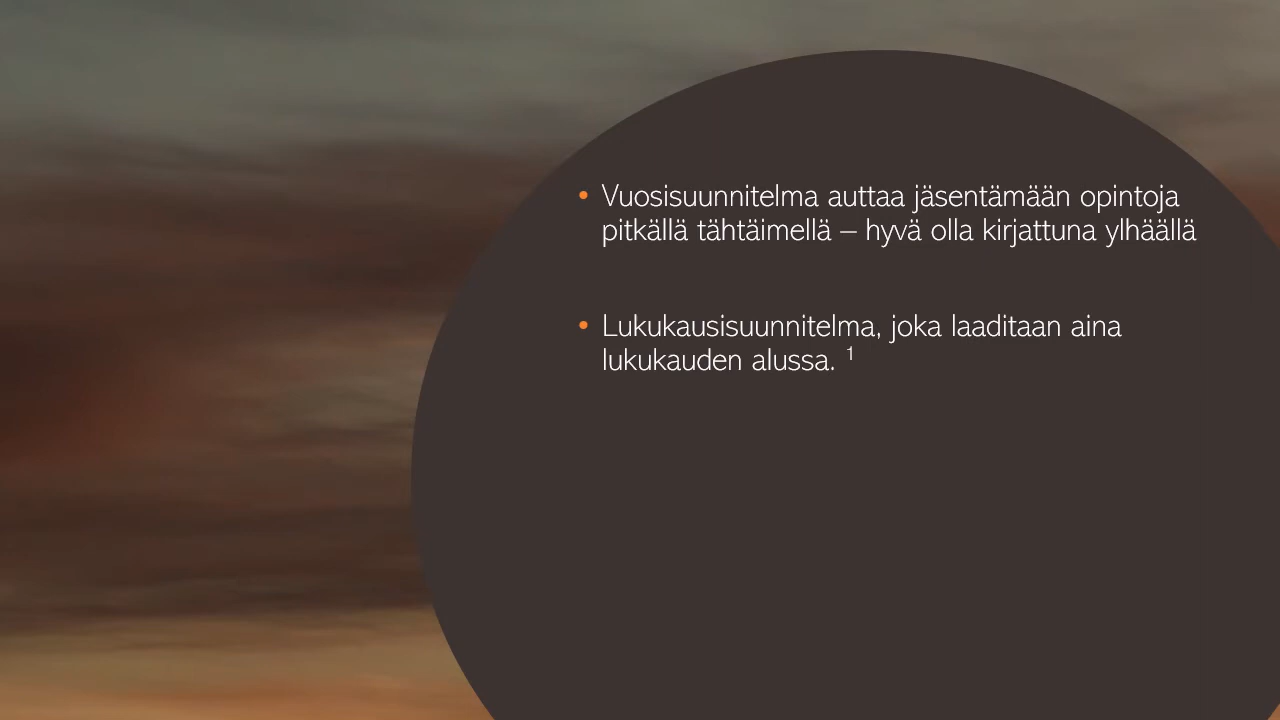 • Vuosisuunnitelma auttaa jäsentämään opintoja
pitkällä tähtäimellä – hyvä olla kirjattuna ylhäällä
• Lukukausisuunnitelma, joka laaditaan aina
lukukauden alussa. ¹